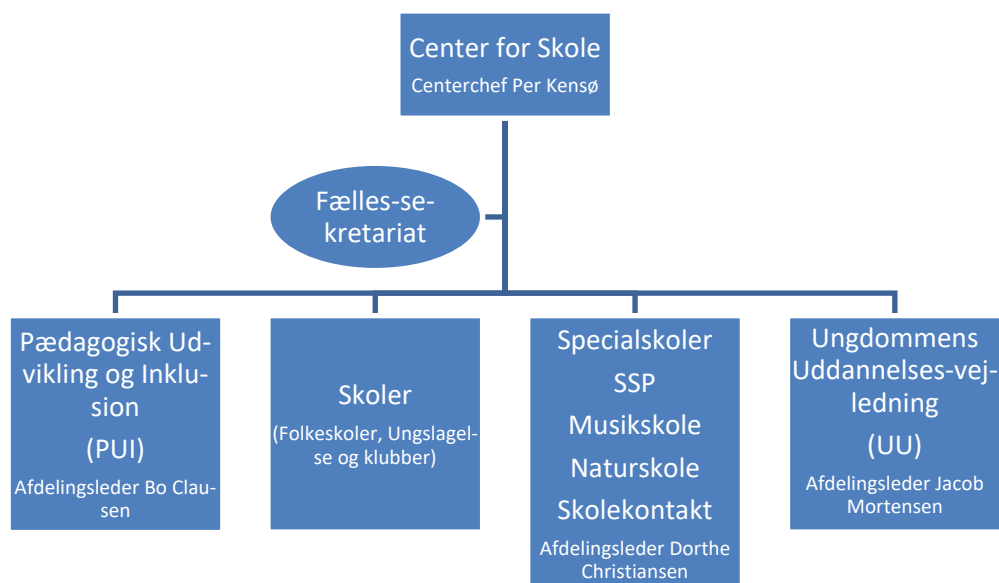 Center for Skole
Centerchef Per Kensø
Fælles-se-
kretariat
Pædagogisk Ud-
vikling og Inklu-
sion
(PUI)
Afdelingsleder Bo Clau-
sen
Skoler
(Folkeskoler, Ungslagel-
se og klubber)
Specialskoler
SSP
Musikskole
Naturskole
Skolekontakt
Afdelingsleder Dorthe
Christiansen
Ungdommens
Uddannelses-vej-
ledning
(UU)
Afdelingsleder Jacob
Mortensen